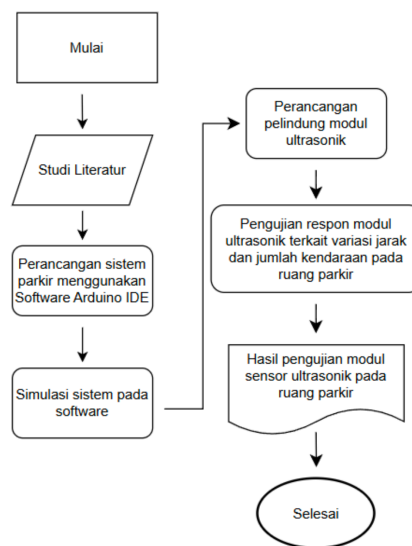 Mulai
Studi Literatur
Perancangan sistem
parkir menggunakan
Software Arduino IDE
Simulasi sistem pada
software
Perancangan
pelindung modul
ultrasonik
Pengujian respon modul
ultrasonik terkait variasi jarak
dan jumlah kendaraan pada
ruang parkir
Hasil pengujian modul
sensor ultrasonik pada
ruang parkir
Selesai